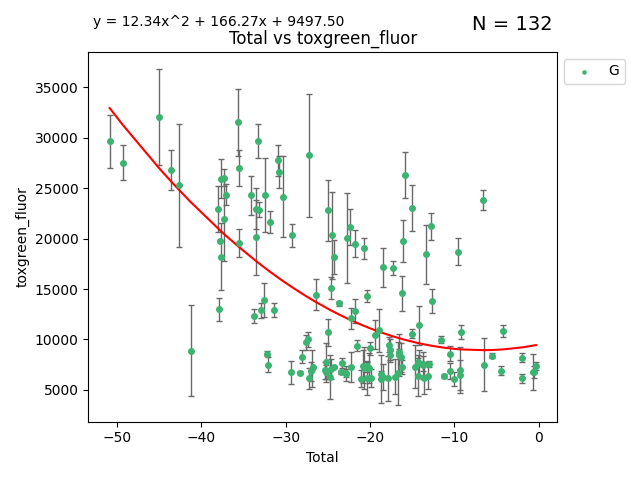 y = 12.34x^2 + 166.27x + 9497.50
N = 132
Total vs toxgreen_fluor
G
35000
30000
25000
20000
15000
10000
5000
toxgreen_fluor
−50
−40
−30
−20
−10
0
Total